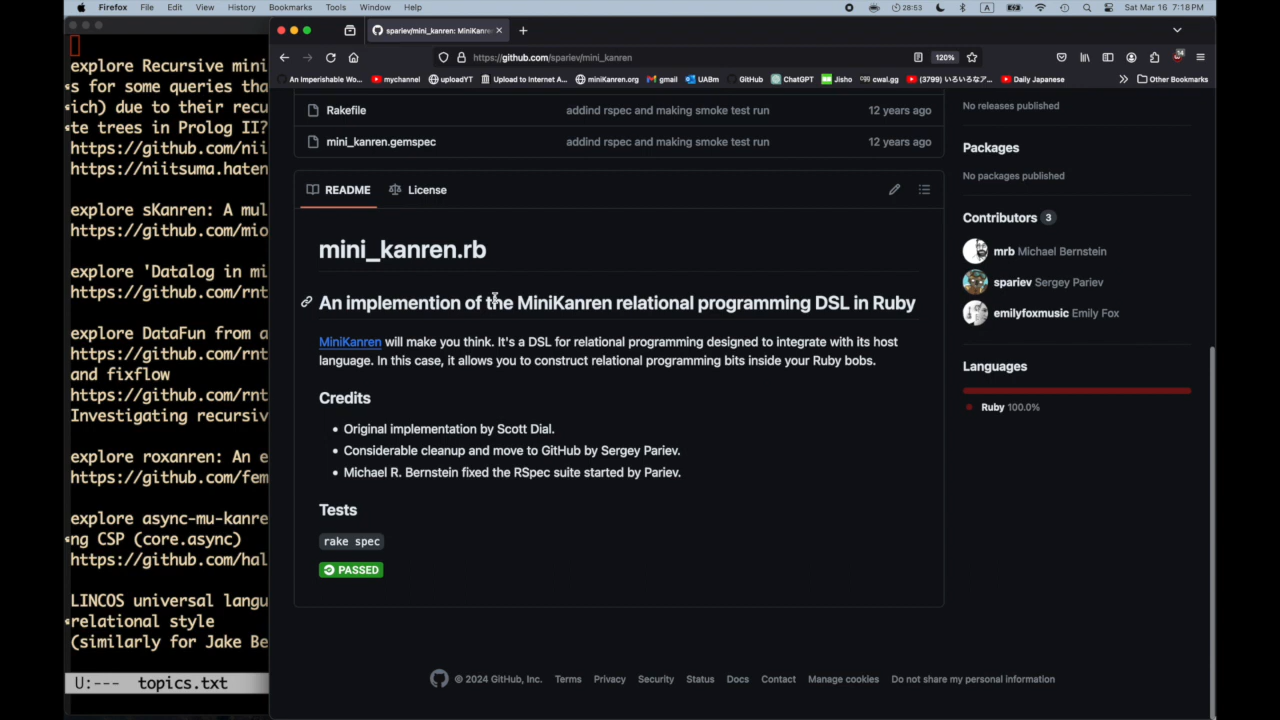 Firefox File Edit View History Bookmarks Tools Window Help 28:53 A Sat Mar 16 7:18 PM
spariev/mini_kanren: MiniKanre
https://github.com/spariev/mini_kanren 120% 14
An Imperishable Wo... mychannel uploadYT Upload to Internet A... miniKanren.org gmail UABm GitHub ChatGPT Jisho cwal.gg (3799) いろいろなア... Daily Japanese Other Bookmarks
explore Recursive mini
s for some queries tha
ich) due to their recu
te trees in Prolog II?
https://github.com/nii
https://niitsuma.haten
explore sKanren: A mul
https://github.com/mio
explore 'Datalog in mi
https://github.com/rnt
explore DataFun from a
https://github.com/rnt
and fixflow
https://github.com/rnt
Investigating recursiv
explore roxanren: An e
https://github.com/fem
explore async-mu-kanre
ng CSP (core.async)
https://github.com/hal
LINCOS universal langu
relational style
(similarly for Jake Be
U:--- topics.txt
Rakefile addind rspec and making smoke test run 12 years ago
mini_kanren.gemspec addind rspec and making smoke test run 12 years ago
README License
mini_kanren.rb
An implemention of the MiniKanren relational programming DSL in Ruby
MiniKanren will make you think. It's a DSL for relational programming designed to integrate with its host
language. In this case, it allows you to construct relational programming bits inside your Ruby bobs.
Credits
Original implementation by Scott Dial.
Considerable cleanup and move to GitHub by Sergey Pariev.
Michael R. Bernstein fixed the RSpec suite started by Pariev.
Tests
rake spec
PASSED
No releases published
Packages
No packages published
Contributors 3
mrb Michael Bernstein
spariev Sergey Pariev
emilyfoxmusic Emily Fox
Languages
Ruby 100.0%
© 2024 GitHub, Inc. Terms Privacy Security Status Docs Contact Manage cookies Do not share my personal information